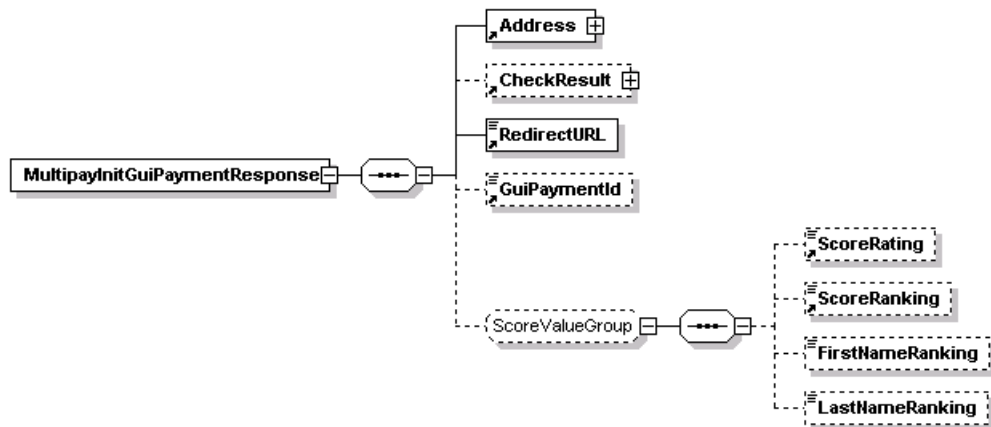 Address
CheckResult
RedirectURL
MultipayInitGuiPaymentResponse
GuiPaymentId
ScoreRating
ScoreRanking
ScoreValueGroup
FirstNameRanking
LastNameRanking